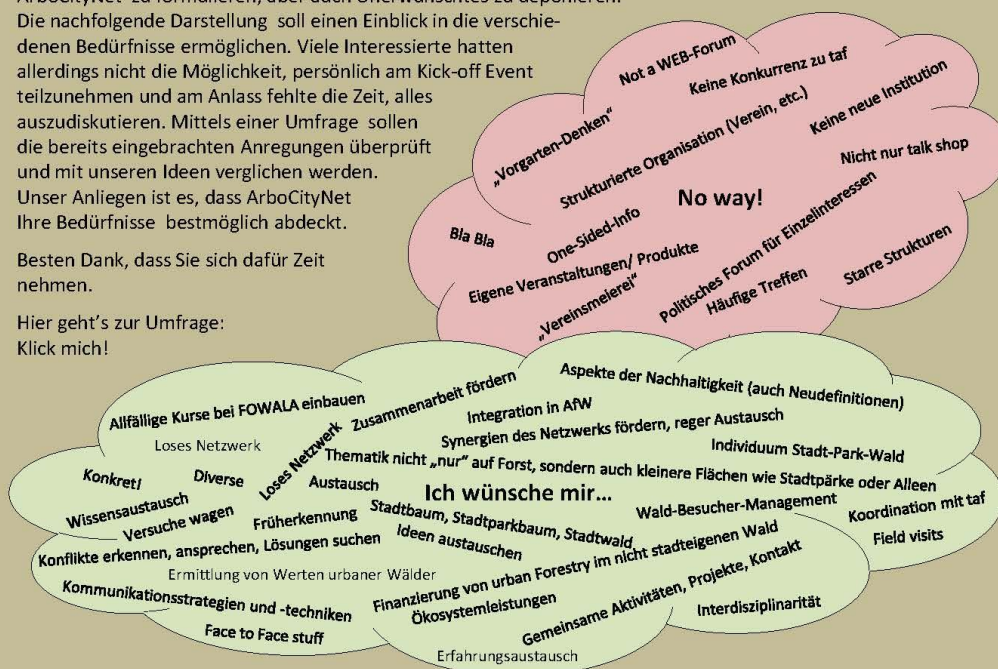 ArboCityNet zu formulieren, aber auch Unerwünschtes zu deponieren.
Die nachfolgende Darstellung soll einen Einblick in die verschie-
denen Bedürfnisse ermöglichen. Viele Interessierte hatten
allerdings nicht die Möglichkeit, persönlich am Kick-off Event
teilzunehmen und am Anlass fehlte die Zeit, alles
auszudiskutieren. Mittels einer Umfrage sollen
die bereits eingebrachten Anregungen überprüft
und mit unseren Ideen verglichen werden.
Unser Anliegen ist es, dass ArboCityNet
Ihre Bedürfnisse bestmöglich abdeckt.
Besten Dank, dass Sie sich dafür Zeit
nehmen.
Hier geht's zur Umfrage:
Klick mich!
Not a WEB-Forum
Keine Konkurrenz zu taf
„Vorgarten-Denken"
Strukturierte Organisation (Verein, etc.)
Keine neue Institution
Nicht nur talk shop
No way!
Bla Bla
One-Sided-Info
Eigene Veranstaltungen/ Produkte
„Vereinsmeierei"
Politisches Forum für Einzelinteressen
Häufige Treffen
Starre Strukturen
Allfällige Kurse bei FOWALA einbauen
Zusammenarbeit fördern
Aspekte der Nachhaltigkeit (auch Neudefinitionen)
Integration in AfW
Loses Netzwerk
Loses Netzwerk
Synergien des Netzwerks fördern, reger Austausch
Individuum Stadt-Park-Wald
Thematik nicht „nur" auf Forst, sondern auch kleinere Flächen wie Stadtpärke oder Alleen
Konkret!
Diverse
Austausch
Ich wünsche mir...
Wissensaustausch
Versuche wagen
Früherkennung
Stadtbaum, Stadtparkbaum, Stadtwald
Wald-Besucher-Management
Koordination mit taf
Field visits
Konflikte erkennen, ansprechen, Lösungen suchen
Ideen austauschen
Ermittlung von Werten urbaner Wälder
Finanzierung von urban Forestry im nicht stadteigenen Wald
Kommunikationsstrategien und -techniken
Ökosystemleistungen
Gemeinsame Aktivitäten, Projekte, Kontakt
Interdisziplinarität
Face to Face stuff
Erfahrungsaustausch